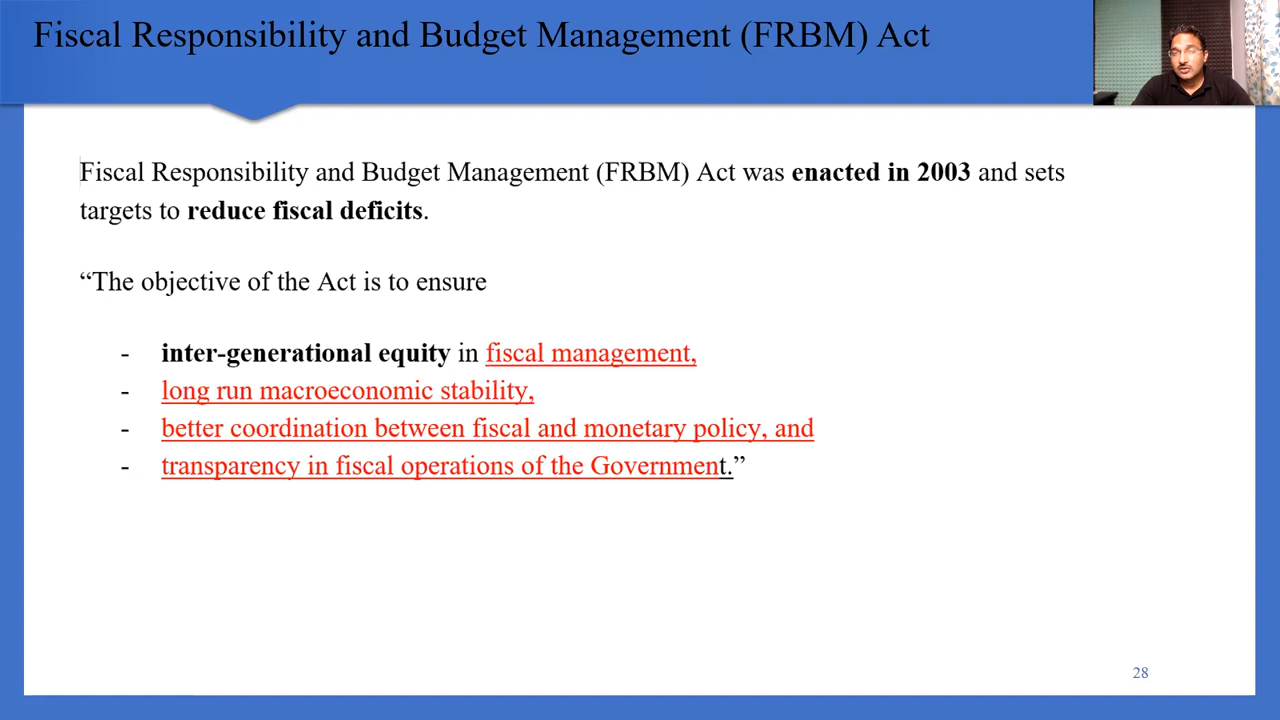 Fiscal Responsibility and Budget Management (FRBM) Act
Fiscal Responsibility and Budget Management (FRBM) Act was enacted in 2003 and sets
targets to reduce fiscal deficits.
“The objective of the Act is to ensure
- inter-generational equity in fiscal management,
- long run macroeconomic stability,
- better coordination between fiscal and monetary policy, and
- transparency in fiscal operations of the Government.”
28